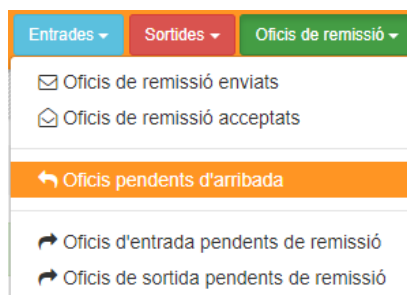 Entrades Sortides Oficis de remissió
Oficis de remissió enviats
Oficis de remissió acceptats
Oficis pendents d'arribada
Oficis d'entrada pendents de remissió
Oficis de sortida pendents de remissió